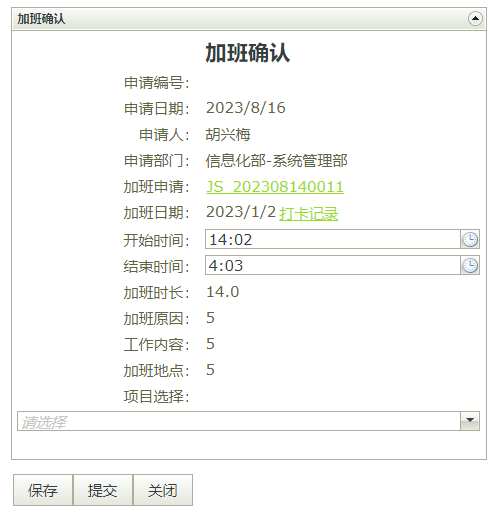 加班确认
加班确认
申请编号:
申请日期: 2023/8/16
申请人: 胡兴梅
申请部门: 信息化部-系统管理部
加班申请: JS_202308140011
加班日期: 2023/1/2 打卡记录
开始时间: 14:02
结束时间: 4:03
加班时长: 14.0
加班原因: 5
工作内容: 5
加班地点: 5
项目选择:
请选择
保存 提交 关闭